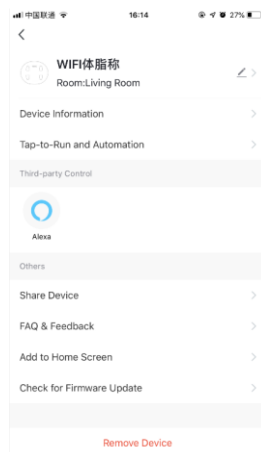 中国联通 16:14 27%
WIFI体脂称
Room:Living Room
Device Information
Tap-to-Run and Automation
Third-party Control
Alexa
Others
Share Device
FAQ & Feedback
Add to Home Screen
Check for Firmware Update
Remove Device